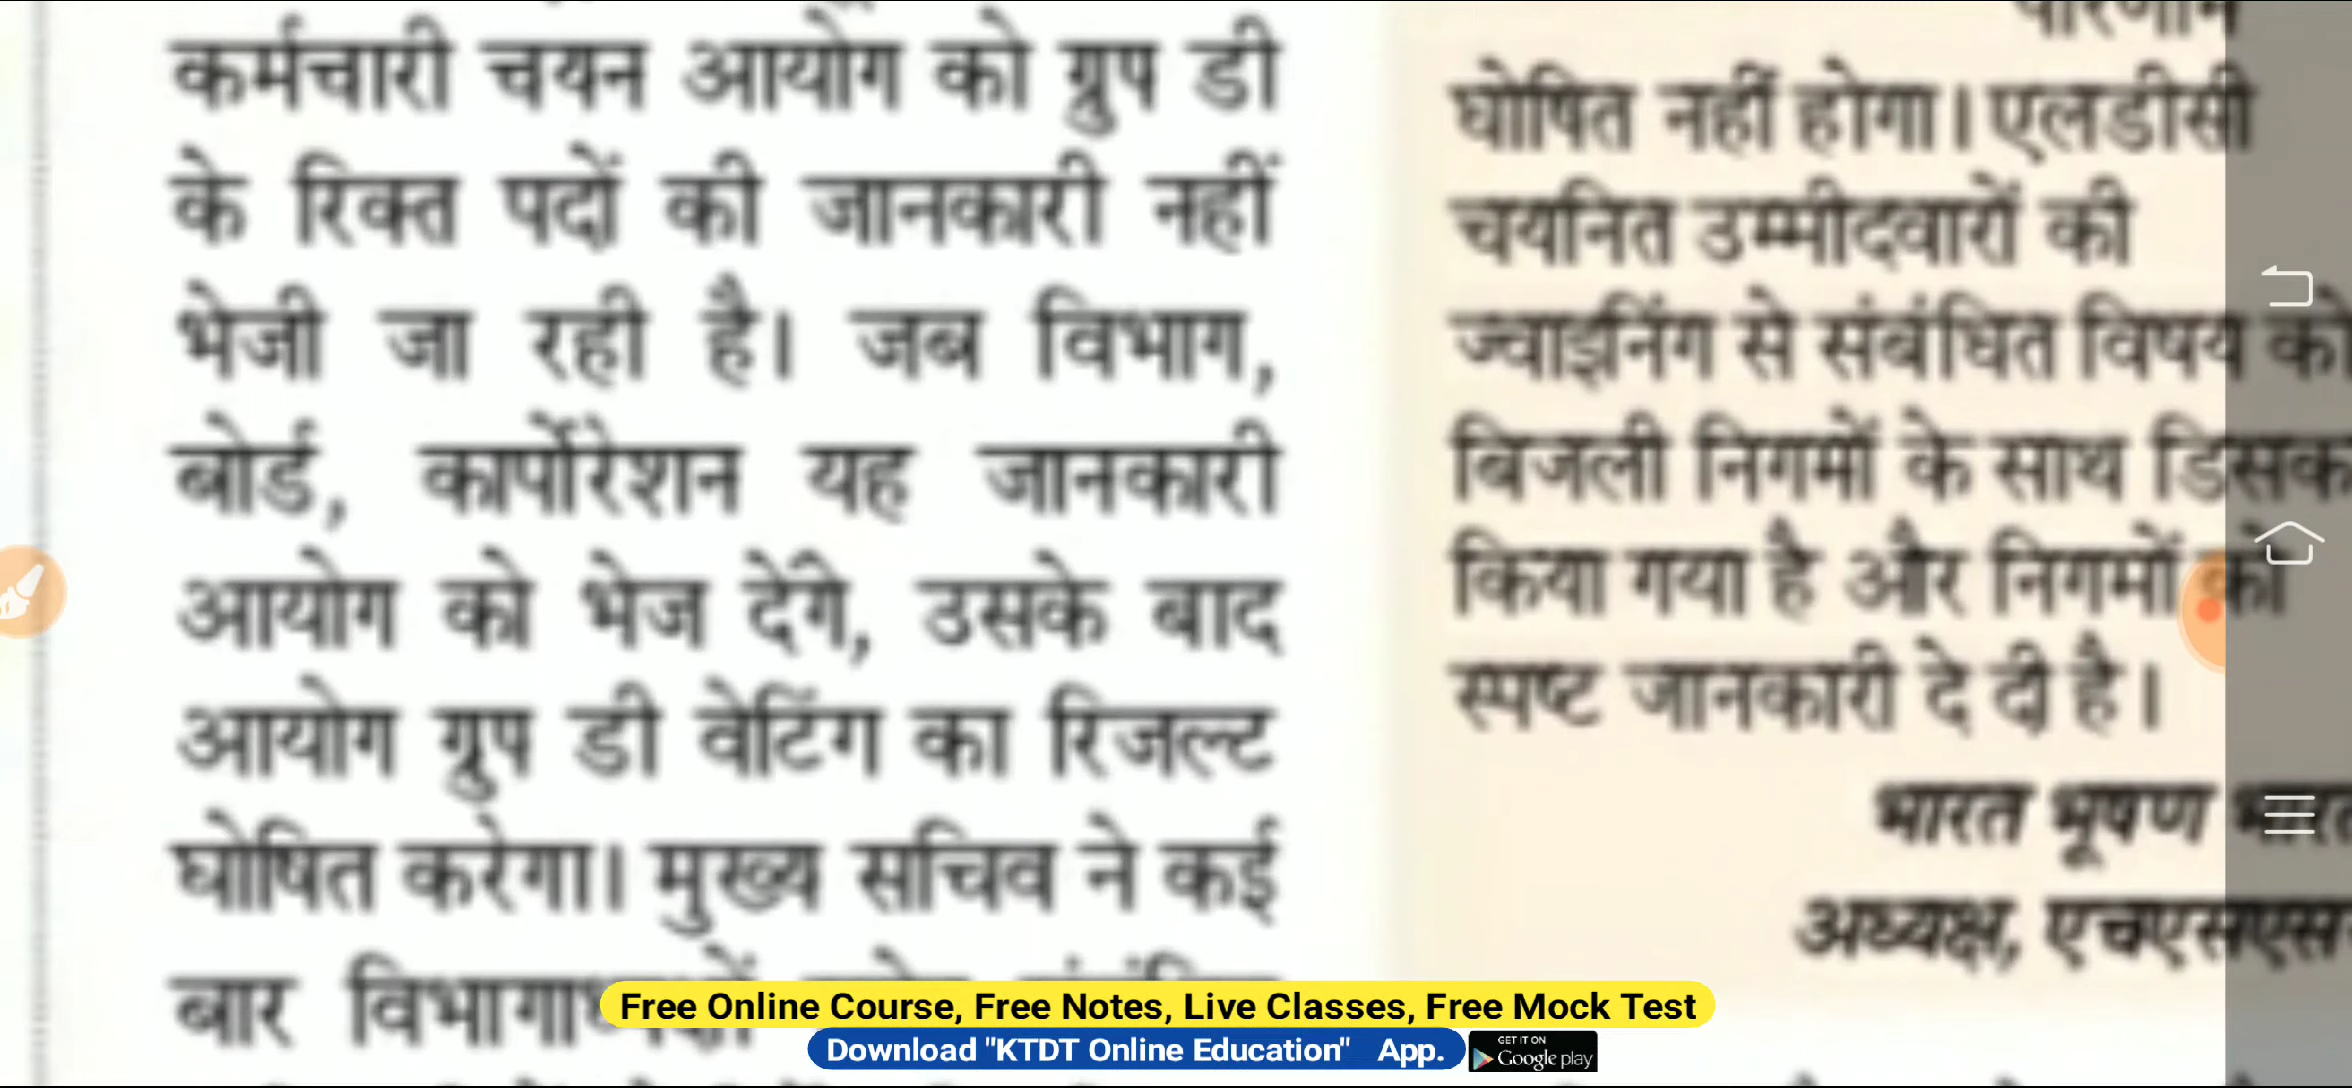 कर्मचारी चयन आयोग को ग्रुप डी
के रिक्त पदों की जानकारी नहीं
भेजी जा रही है। जब विभाग,
बोर्ड, कार्पोरेशन यह जानकारी
आयोग को भेज देंगे, उसके बाद
आयोग ग्रुप डी वेटिंग का रिजल्ट
घोषित करेगा। मुख्य सचिव ने कई
बार
घोषित नहीं होगा। एलडीसी
चयनित उम्मीदवारों की
ज्वाइनिंग से संबंधित विषय को
बिजली निगमों के साथ
किया गया है और निगमों को
स्पष्ट जानकारी दे दी है।
भारत भूषण
अध्यक्ष,
Free Online Course, Free Notes, Live Classes, Free Mock Test
Download "KTDT Online Education" App.
GET IT ON
Google play